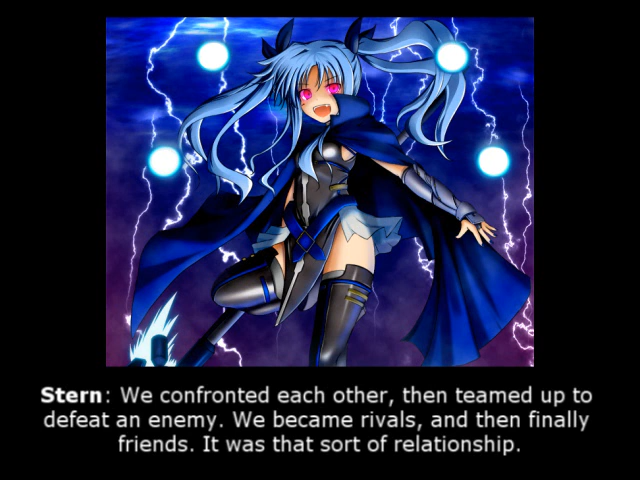 Stern: We confronted each other, then teamed up to
defeat an enemy. We became rivals, and then finally
friends. It was that sort of relationship.